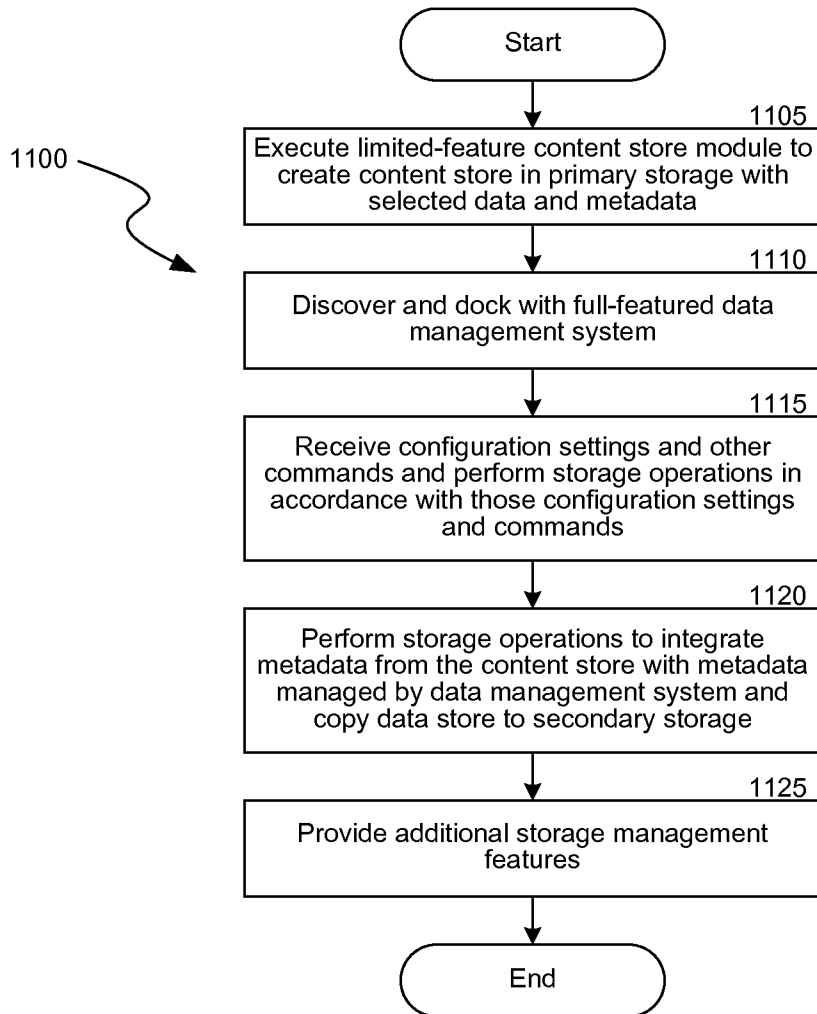 Start
1105
1100
Execute limited-feature content store module to
create content store in primary storage with
selected data and metadata
1110
Discover and dock with full-featured data
management system
1115
Receive configuration settings and other
commands and perform storage operations in
accordance with those configuration settings
and commands
1120
Perform storage operations to integrate
metadata from the content store with metadata
managed by data management system and
copy data store to secondary storage
1125
Provide additional storage management
features
End